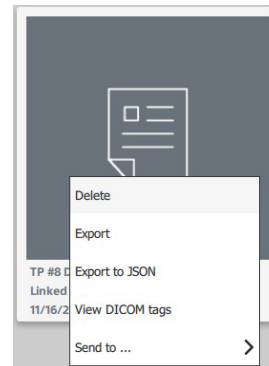 Delete
Export
TP #8
Export to JSON
Linked
11/16/2
View DICOM tags
Send to ...